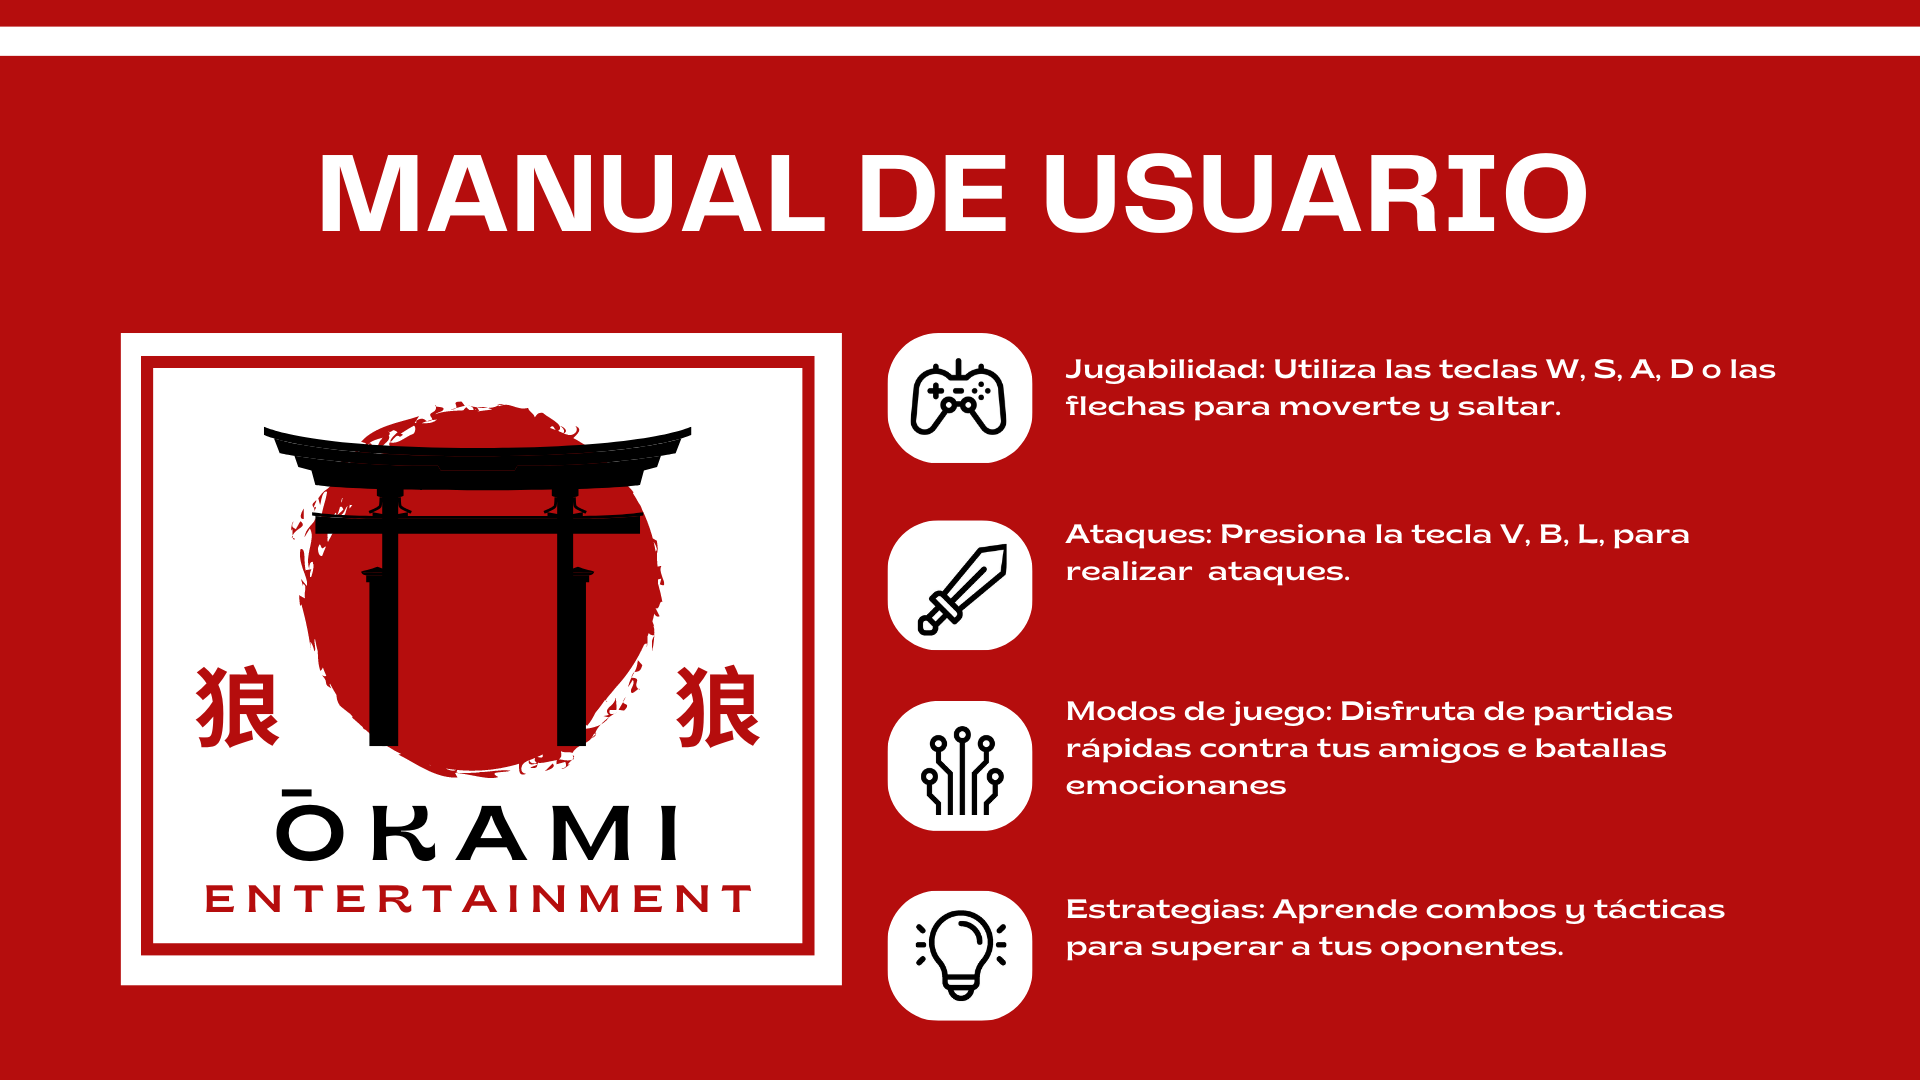 MANUAL DE USUARIO
Jugabilidad: Utiliza las teclas W, S, A, D o las
flechas para moverte y saltar.
Ataques: Presiona la tecla V, B, L, para
realizar  ataques.
Modos de juego: Disfruta de partidas
rápidas contra tus amigos e batallas
emocionanes
Estrategias: Aprende combos y tácticas
para superar a tus oponentes.
狼 狼
ŌKAMI
ENTERTAINMENT